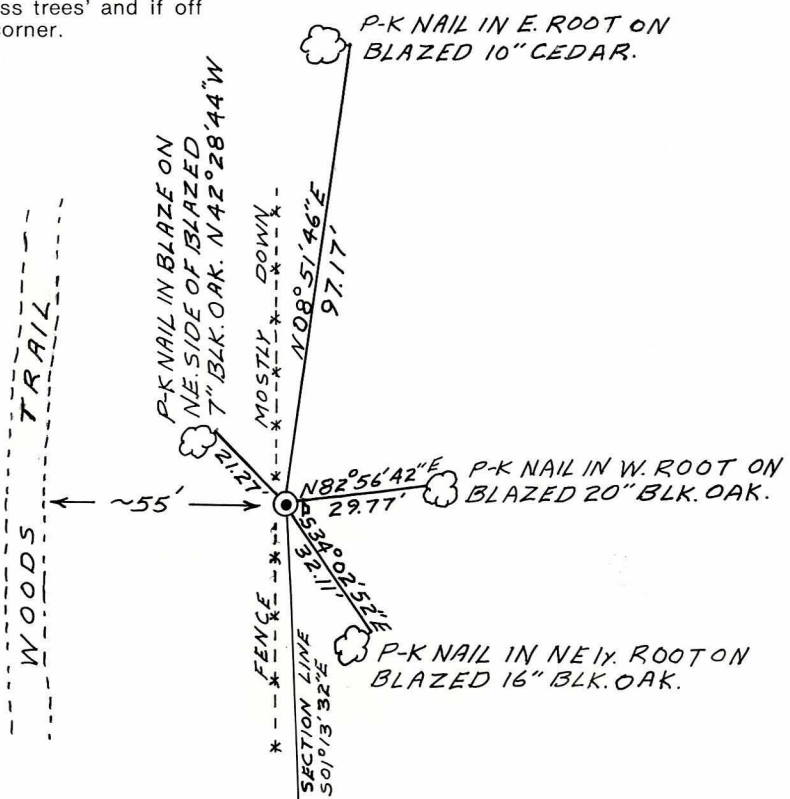 ss trees' and if off
corner.
P-K NAIL IN E. ROOT ON
BLAZED 10" CEDAR.
P-K NAIL IN BLAZE ON
NE. SIDE OF BLAZED
7" BLK. OAK. N42°28'44"W
21.27'
MOSTLY DOWN
N08°51'46"E
97.17'
WOODS TRAIL
~55'
N82°56'42"E
29.77'
P-K NAIL IN W. ROOT ON
BLAZED 20" BLK. OAK.
S34°02'52"E
32.11'
FENCE
P-K NAIL IN NE'ly. ROOT ON
BLAZED 16" BLK. OAK.
SECTION LINE
S01°13'32"E